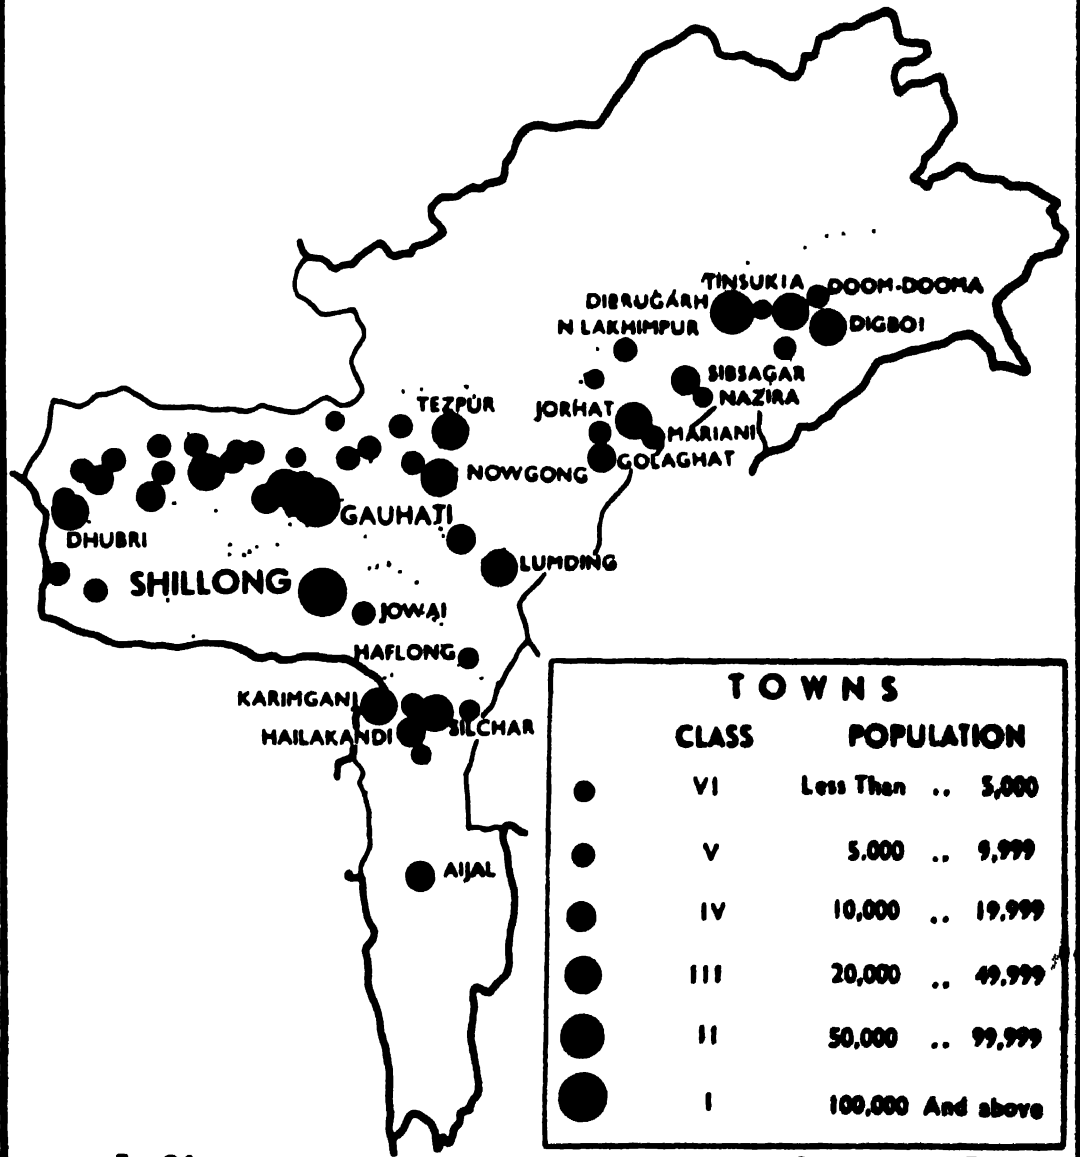 TINSUKIA
DOOM-DOOMA
DIBRUGARH
DIGBOI
N LAKHIMPUR
SIBSAGAR
NAZIRA
TEZPUR
JORHAT
MARIANI
GOLAGHAT
NOWGONG
GAUHATI
DHUBRI
LUMDING
SHILLONG
JOWAI
HAFLONG
KARIMGANJ
SILCHAR
HAILAKANDI
AIJAL
TOWNS
CLASS POPULATION
VI Less Than .. 5,000
V 5.000 .. 9,999
IV 10,000 .. 19,999
III 20,000 .. 49,999
II 50,000 .. 99,999
I 100,000 And above